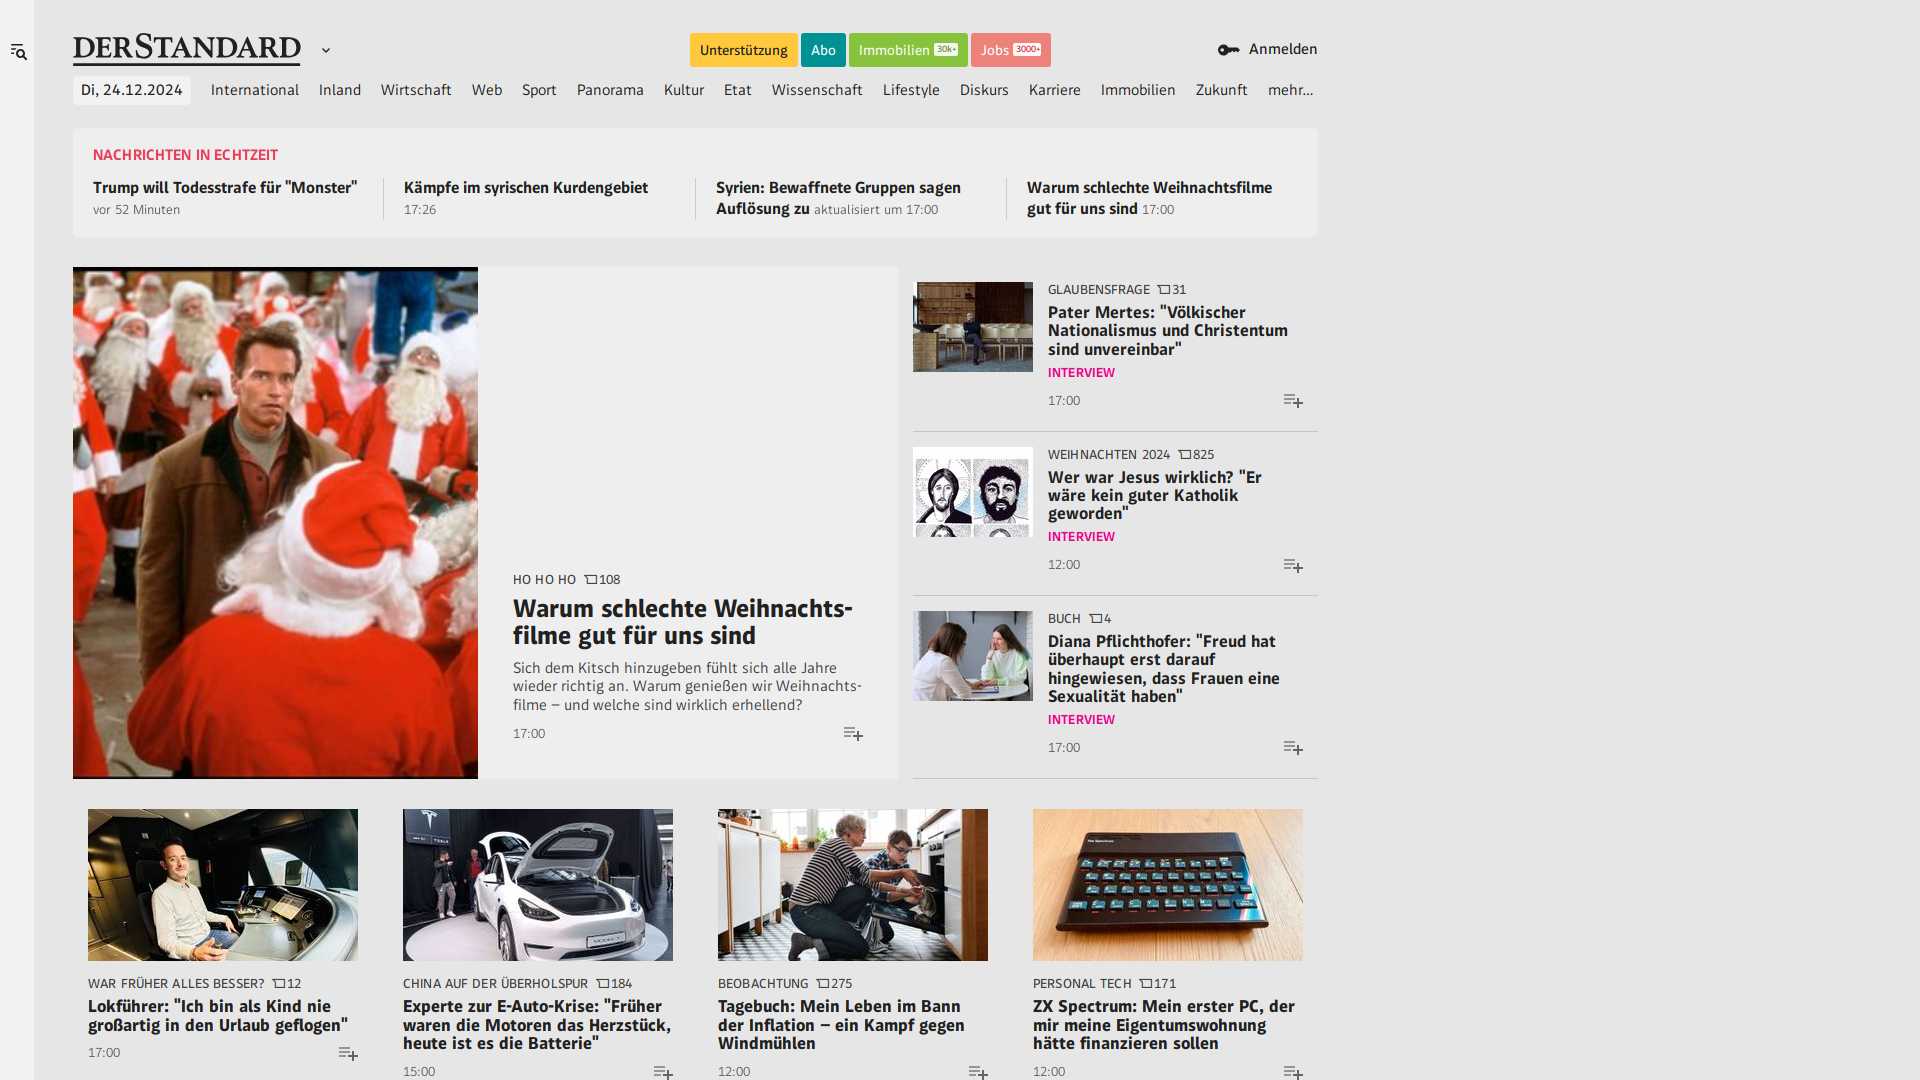 DERSTANDARD
Unterstützung
Abo
Immobilien 30k+
Jobs 3000+
Anmelden
Di, 24.12.2024
International
Inland
Wirtschaft
Web
Sport
Panorama
Kultur
Etat
Wissenschaft
Lifestyle
Diskurs
Karriere
Immobilien
Zukunft
mehr...
NACHRICHTEN IN ECHTZEIT
Trump will Todesstrafe für "Monster"
vor 52 Minuten
Kämpfe im syrischen Kurdengebiet
17:26
Syrien: Bewaffnete Gruppen sagen
Auflösung zu aktualisiert um 17:00
Warum schlechte Weihnachtsfilme
gut für uns sind 17:00
HO HO HO 108
Warum schlechte Weihnachts-
filme gut für uns sind
Sich dem Kitsch hinzugeben fühlt sich alle Jahre
wieder richtig an. Warum genießen wir Weihnachts-
filme – und welche sind wirklich erhellend?
17:00
GLAUBENSFRAGE 31
Pater Mertes: "Völkischer
Nationalismus und Christentum
sind unvereinbar"
INTERVIEW
17:00
WEIHNACHTEN 2024 825
Wer war Jesus wirklich? "Er
wäre kein guter Katholik
geworden"
INTERVIEW
12:00
BUCH 4
Diana Pflichthofer: "Freud hat
überhaupt erst darauf
hingewiesen, dass Frauen eine
Sexualität haben"
INTERVIEW
17:00
WAR FRÜHER ALLES BESSER? 12
Lokführer: "Ich bin als Kind nie
großartig in den Urlaub geflogen"
17:00
TESLA
CHINA AUF DER ÜBERHOLSPUR 184
Experte zur E-Auto-Krise: "Früher
waren die Motoren das Herzstück,
heute ist es die Batterie"
15:00
BEOBACHTUNG 275
Tagebuch: Mein Leben im Bann
der Inflation – ein Kampf gegen
Windmühlen
12:00
PERSONAL TECH 171
ZX Spectrum: Mein erster PC, der
mir meine Eigentumswohnung
hätte finanzieren sollen
12:00